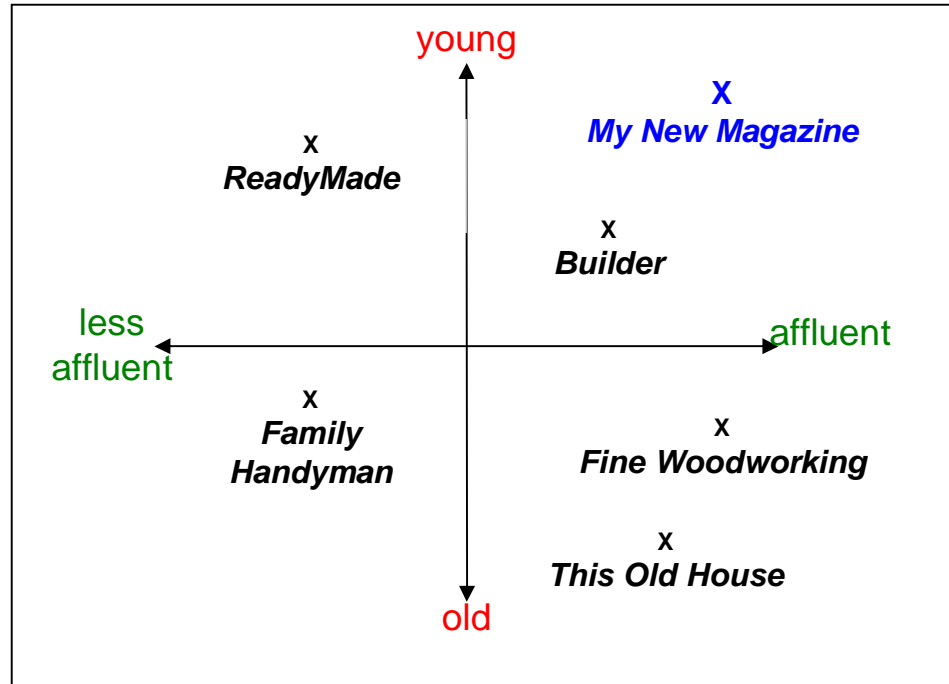 young
X
My New Magazine
X
ReadyMade
X
Builder
less
affluent
affluent
X
Family
Handyman
X
Fine Woodworking
X
This Old House
old